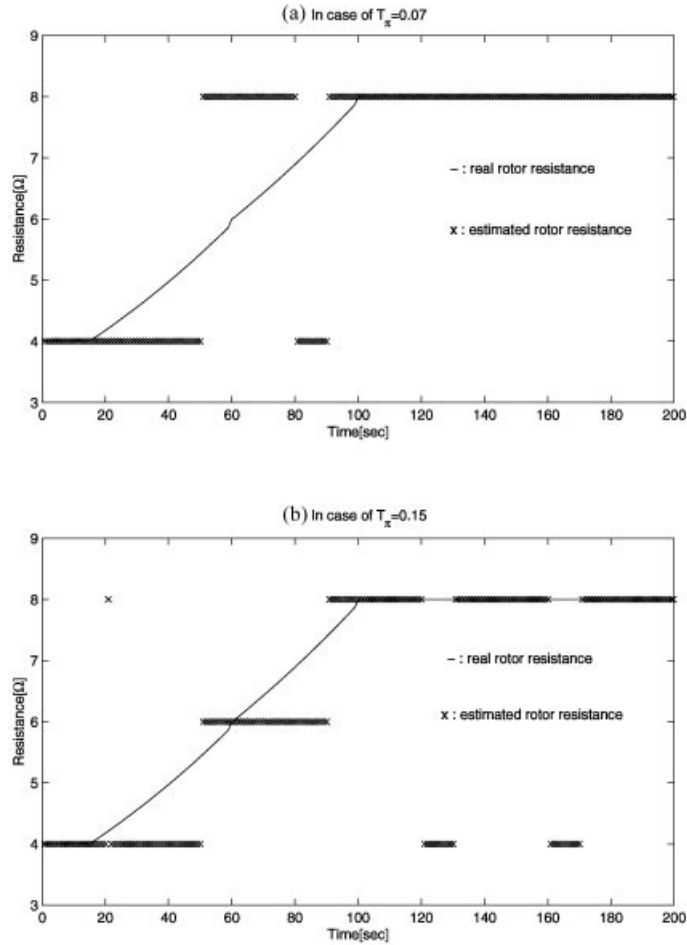 (a) In case of Tπ=0.07
9
8
7
6
5
4
3
Resistance[Ω]
– : real rotor resistance
x : estimated rotor resistance
0 20 40 60 80 100 120 140 160 180 200
Time[sec]
(b) In case of Tπ=0.15
9
8
7
6
5
4
3
Resistance[Ω]
– : real rotor resistance
x : estimated rotor resistance
0 20 40 60 80 100 120 140 160 180 200
Time[sec]